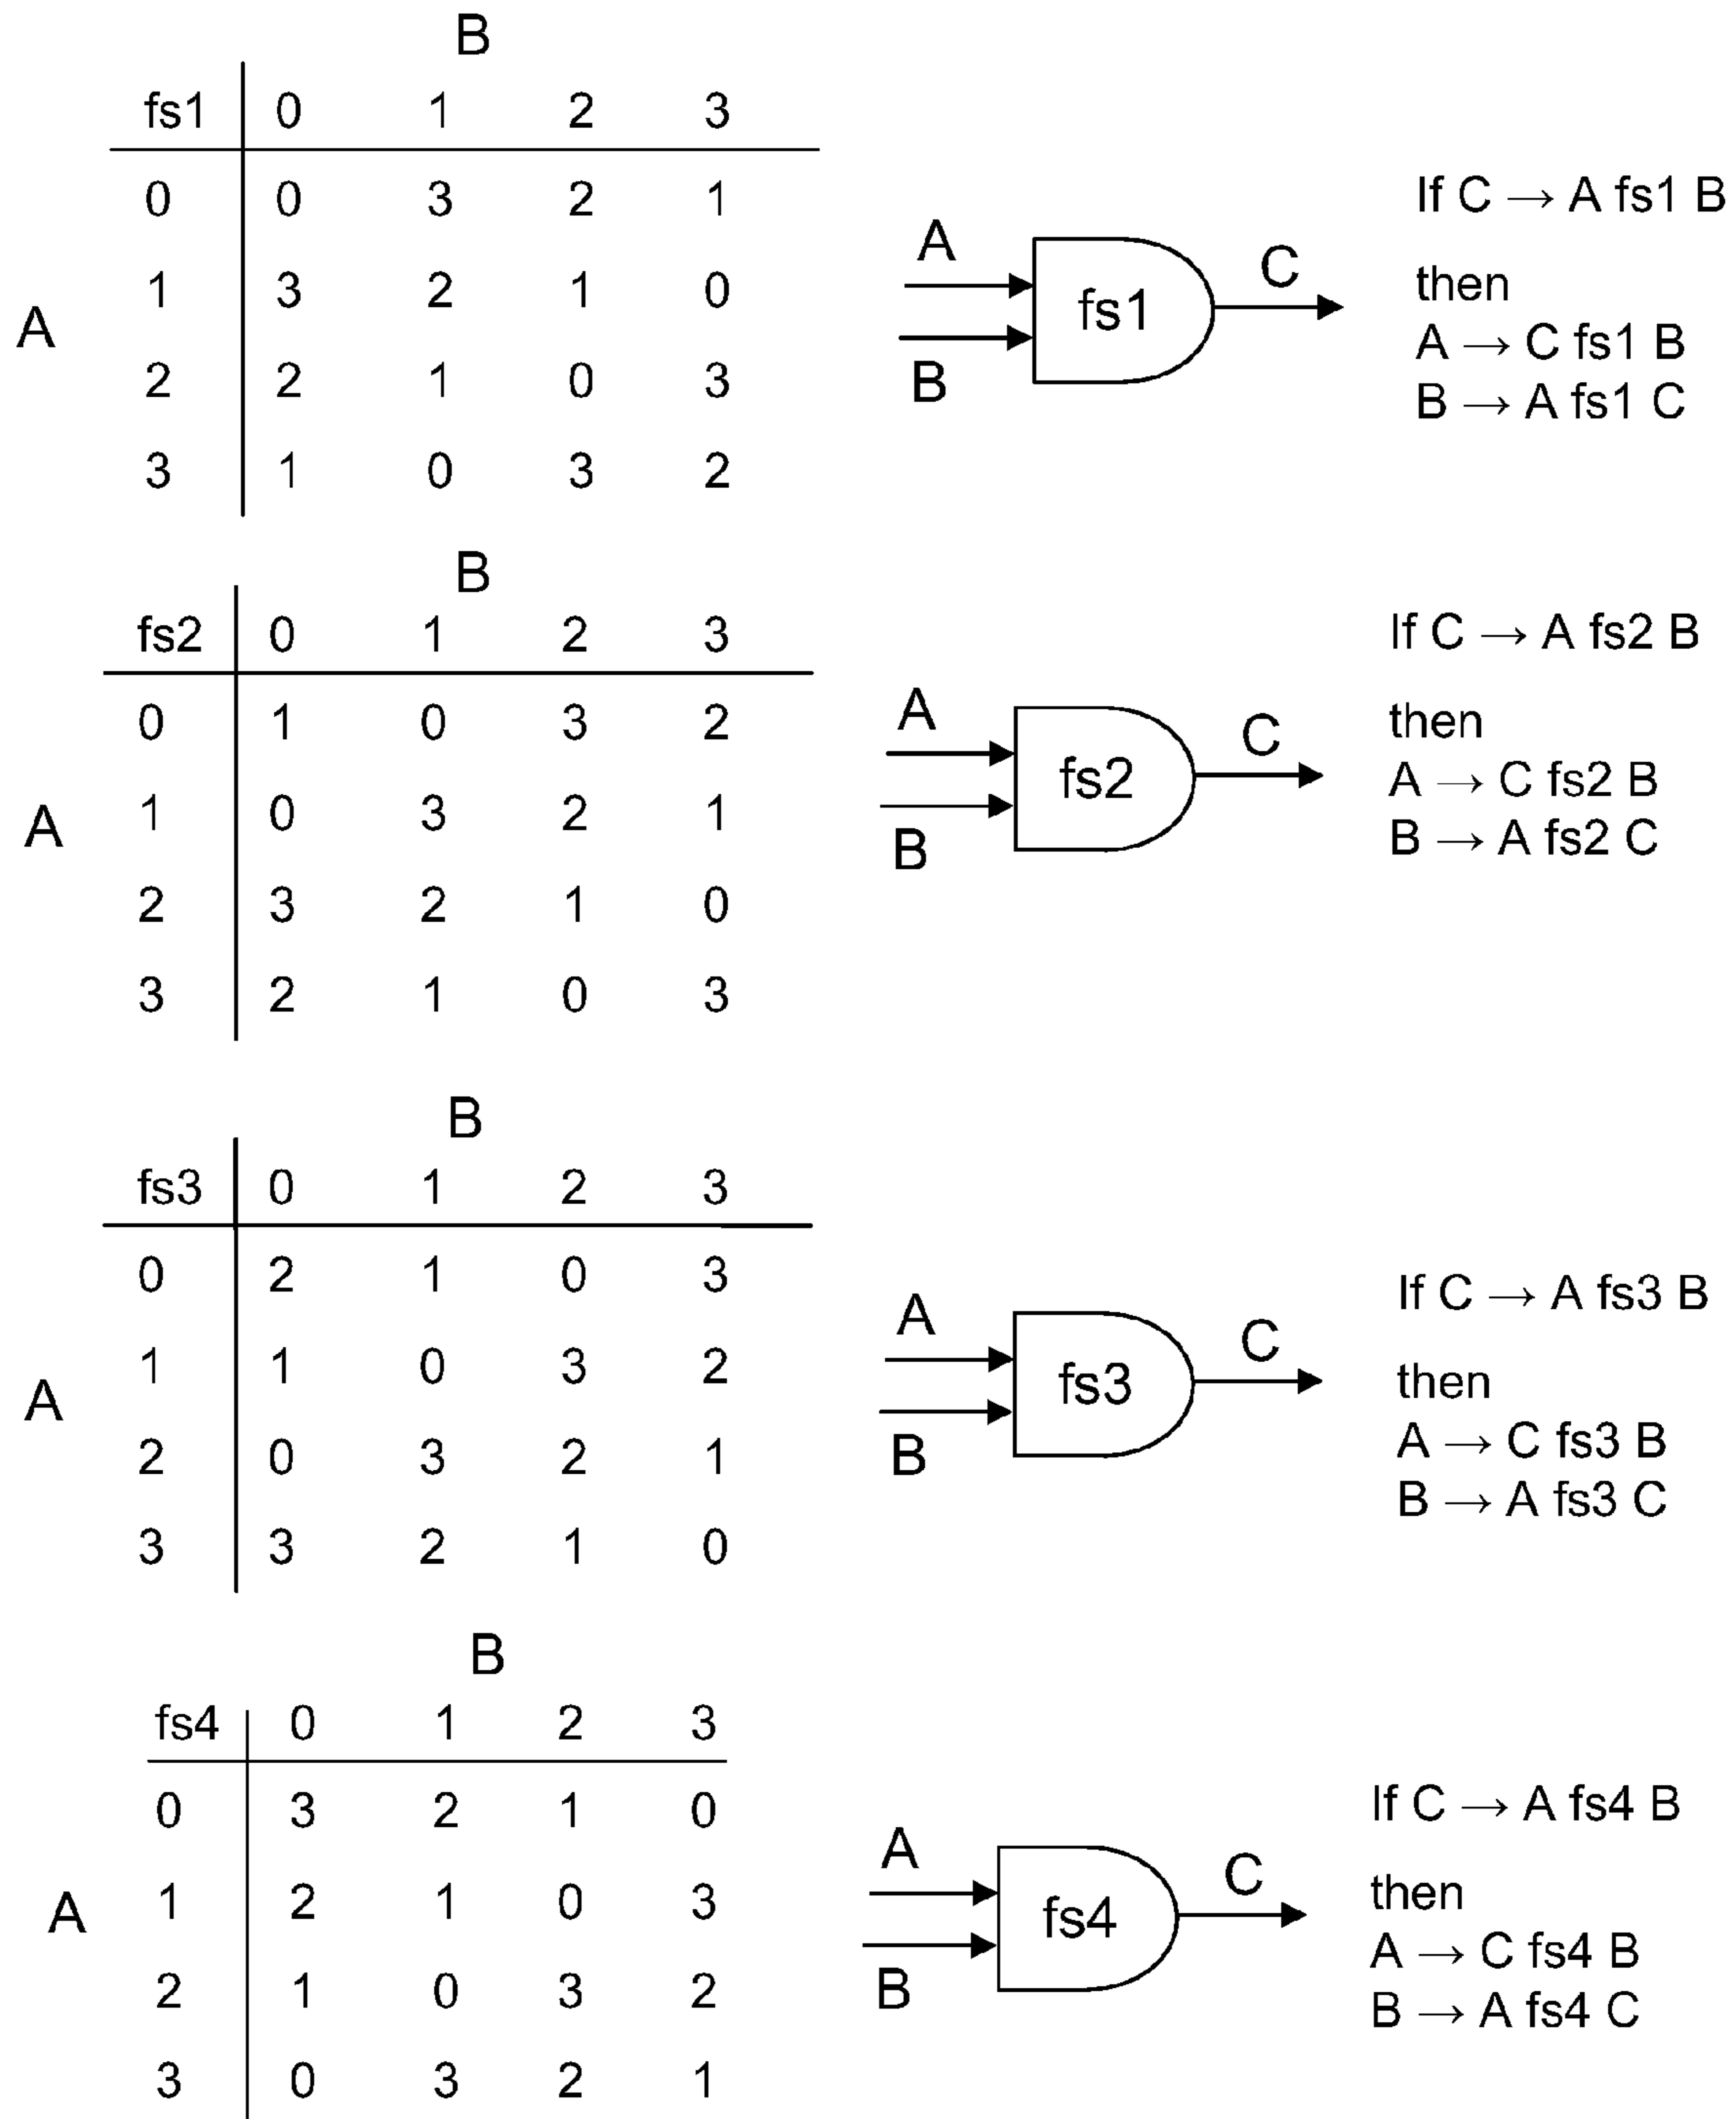 B
fs1 0 1 2 3
0 0 3 2 1
1 3 2 1 0
A
2 2 1 0 3
3 1 0 3 2
A
B
fs1
C
If C → A fs1 B
then
A → C fs1 B
B → A fs1 C
B
fs2 0 1 2 3
0 1 0 3 2
1 0 3 2 1
A
2 3 2 1 0
3 2 1 0 3
A
B
fs2
C
If C → A fs2 B
then
A → C fs2 B
B → A fs2 C
B
fs3 0 1 2 3
0 2 1 0 3
1 1 0 3 2
A
2 0 3 2 1
3 3 2 1 0
A
B
fs3
C
If C → A fs3 B
then
A → C fs3 B
B → A fs3 C
B
fs4 0 1 2 3
0 3 2 1 0
1 2 1 0 3
A
2 1 0 3 2
3 0 3 2 1
A
B
fs4
C
If C → A fs4 B
then
A → C fs4 B
B → A fs4 C